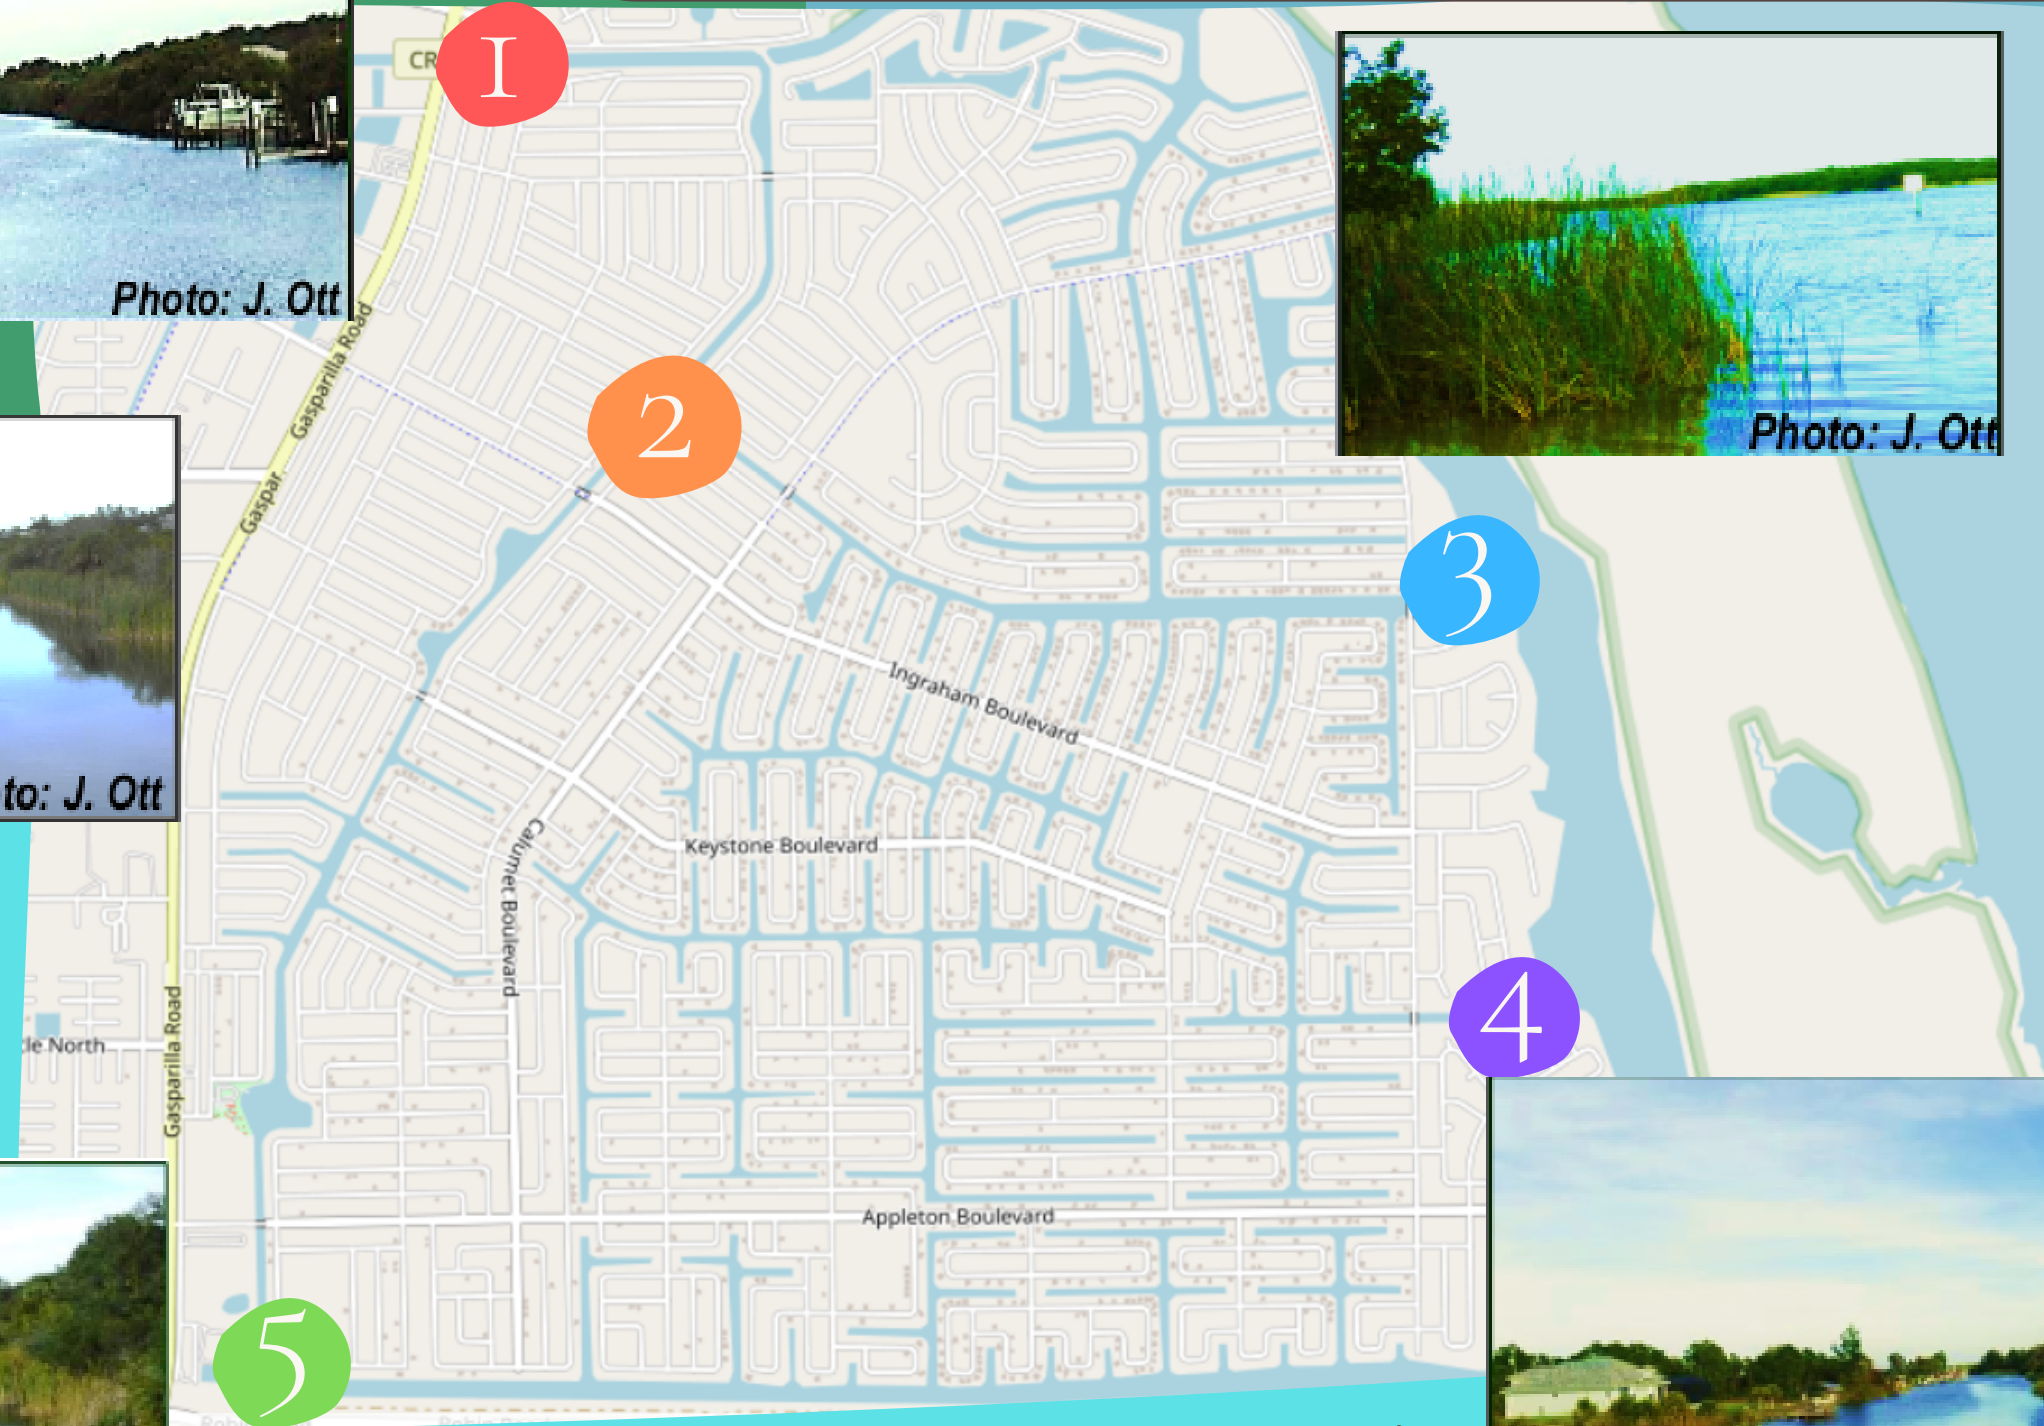 CR
1
Photo: J. Ott
Photo: J. Ott
Gasparilla Road
2
Gaspar
3
Ingraham Boulevard
to: J. Ott
Keystone Boulevard
Calumet Boulevard
4
Gasparilla Road
le North
Appleton Boulevard
5